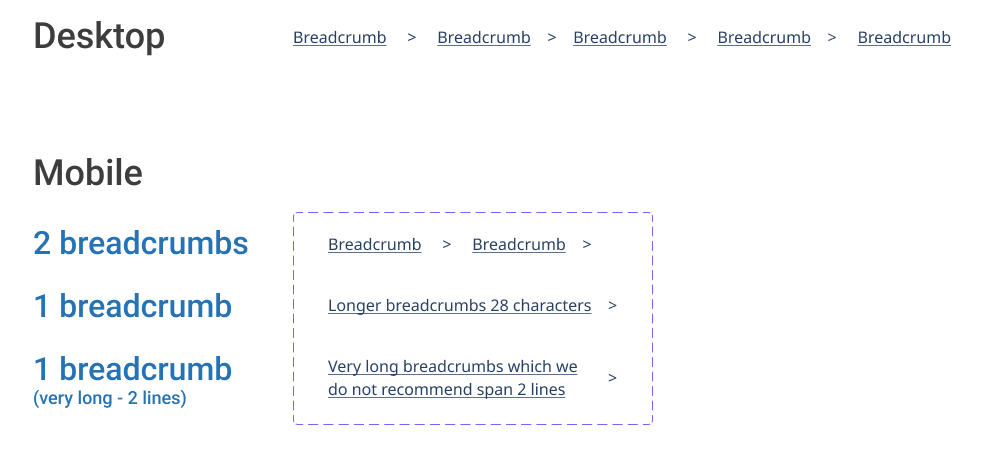 Desktop
Breadcrumb > Breadcrumb > Breadcrumb > Breadcrumb > Breadcrumb
Mobile
2 breadcrumbs
Breadcrumb > Breadcrumb >
1 breadcrumb
Longer breadcrumbs 28 characters >
1 breadcrumb
(very long - 2 lines)
Very long breadcrumbs which we
do not recommend span 2 lines
>